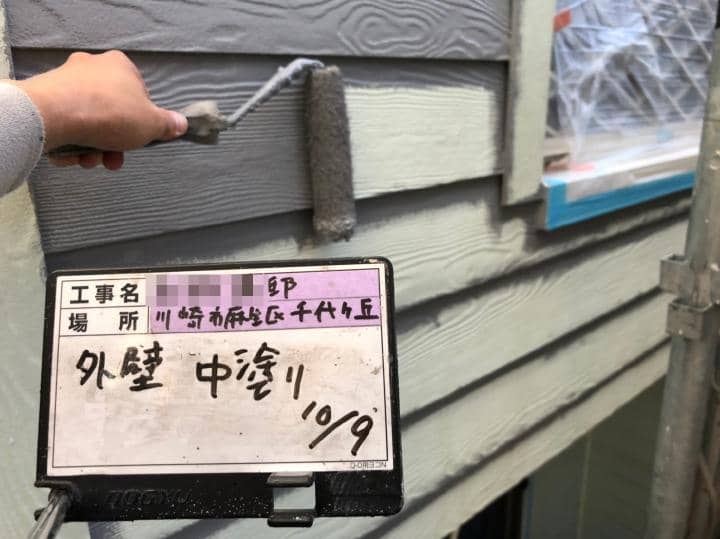 工事名 邸
場所 川崎市麻生区千代ケ丘
外壁 中塗り
10/9